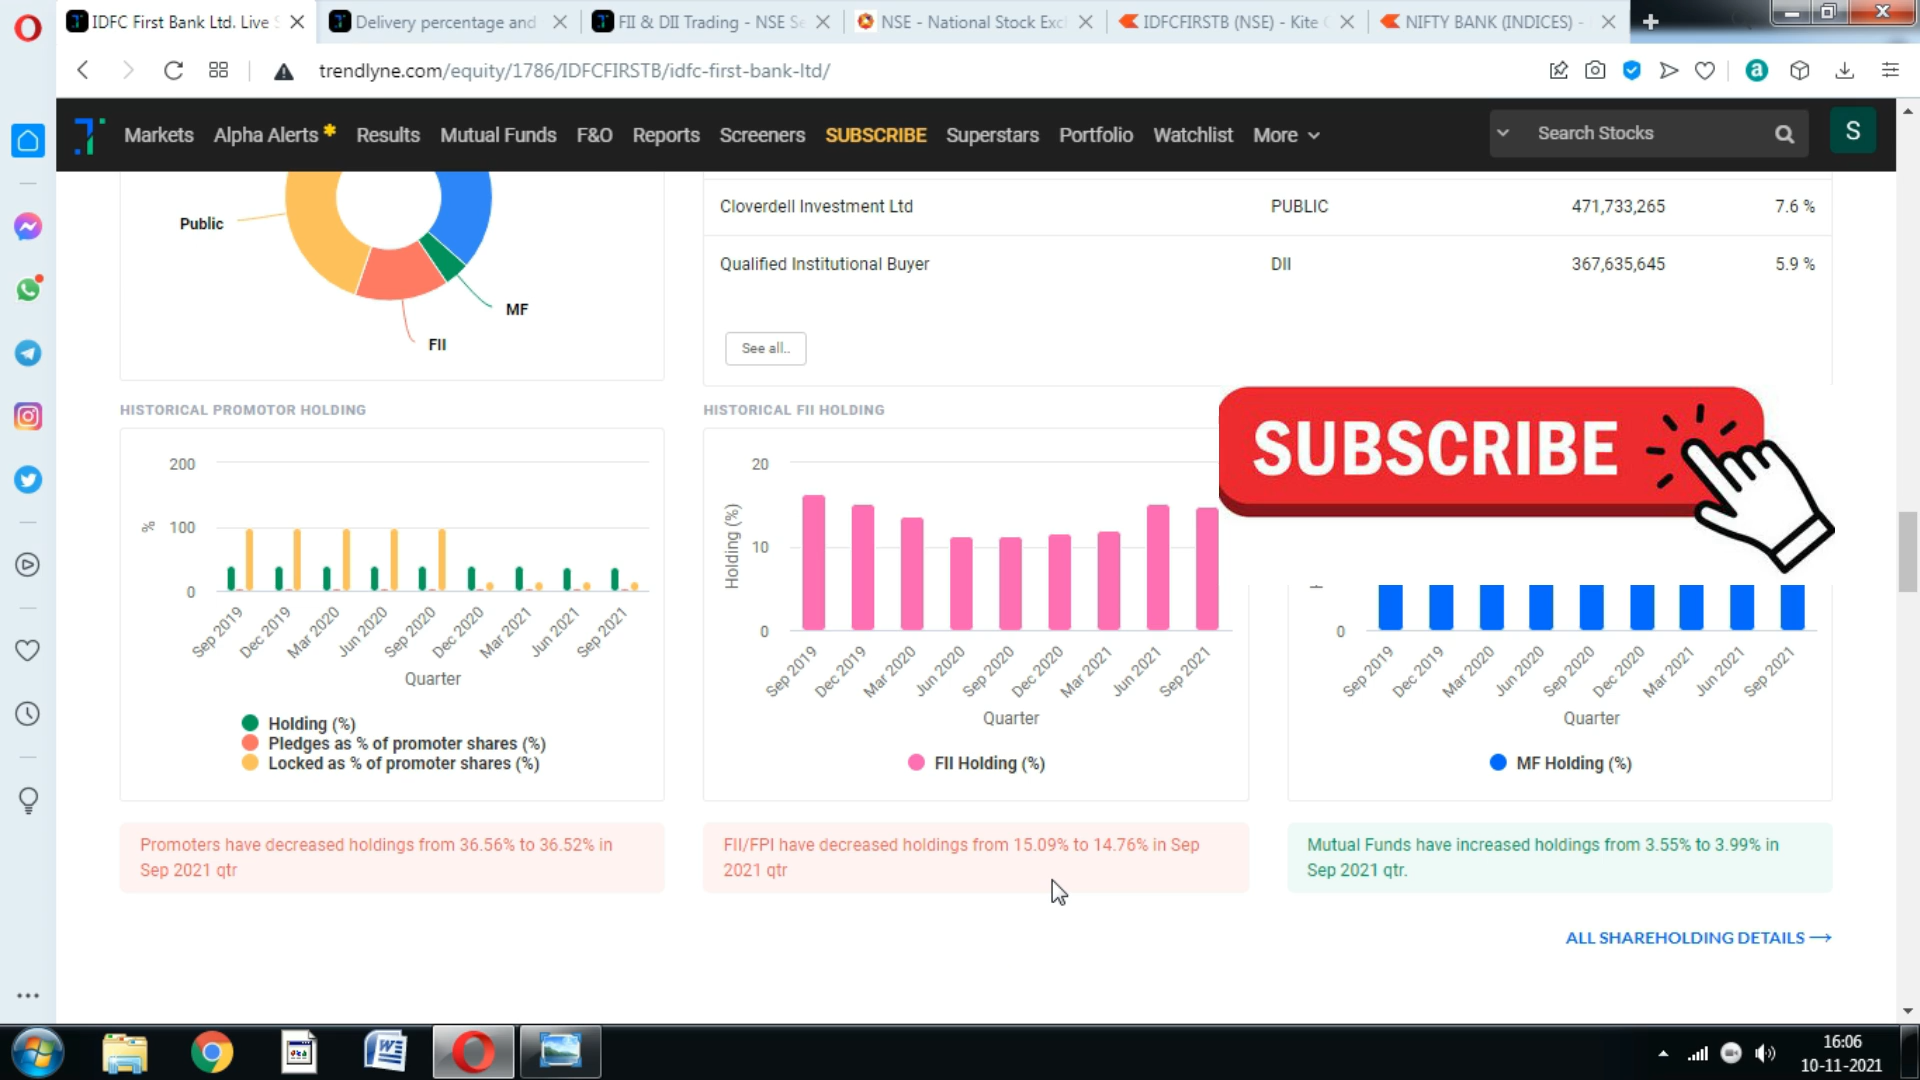 IDFC First Bank Ltd. Live S
Delivery percentage and
FII & DII Trading - NSE Se
NSE - National Stock Exc
IDFCFIRSTB (NSE) - Kite C
NIFTY BANK (INDICES) -
trendlyne.com/equity/1786/IDFCFIRSTB/idfc-first-bank-ltd/
a
Markets Alpha Alerts * Results Mutual Funds F&O Reports Screeners SUBSCRIBE Superstars Portfolio Watchlist More Search Stocks S
Public
MF
FII
Cloverdell Investment Ltd PUBLIC 471,733,265 7.6 %
Qualified Institutional Buyer DII 367,635,645 5.9 %
See all..
HISTORICAL PROMOTOR HOLDING
200
100
0
%
Sep 2019 Dec 2019 Mar 2020 Jun 2020 Sep 2020 Dec 2020 Mar 2021 Jun 2021 Sep 2021
Quarter
Holding (%)
Pledges as % of promoter shares (%)
Locked as % of promoter shares (%)
Promoters have decreased holdings from 36.56% to 36.52% in
Sep 2021 qtr
HISTORICAL FII HOLDING
20
10
0
Holding (%)
Sep 2019 Dec 2019 Mar 2020 Jun 2020 Sep 2020 Dec 2020 Mar 2021 Jun 2021 Sep 2021
Quarter
FII Holding (%)
FII/FPI have decreased holdings from 15.09% to 14.76% in Sep
2021 qtr
SUBSCRIBE
0
Sep 2019 Dec 2019 Mar 2020 Jun 2020 Sep 2020 Dec 2020 Mar 2021 Jun 2021 Sep 2021
Quarter
MF Holding (%)
Mutual Funds have increased holdings from 3.55% to 3.99% in
Sep 2021 qtr.
ALL SHAREHOLDING DETAILS →
16:06
10-11-2021